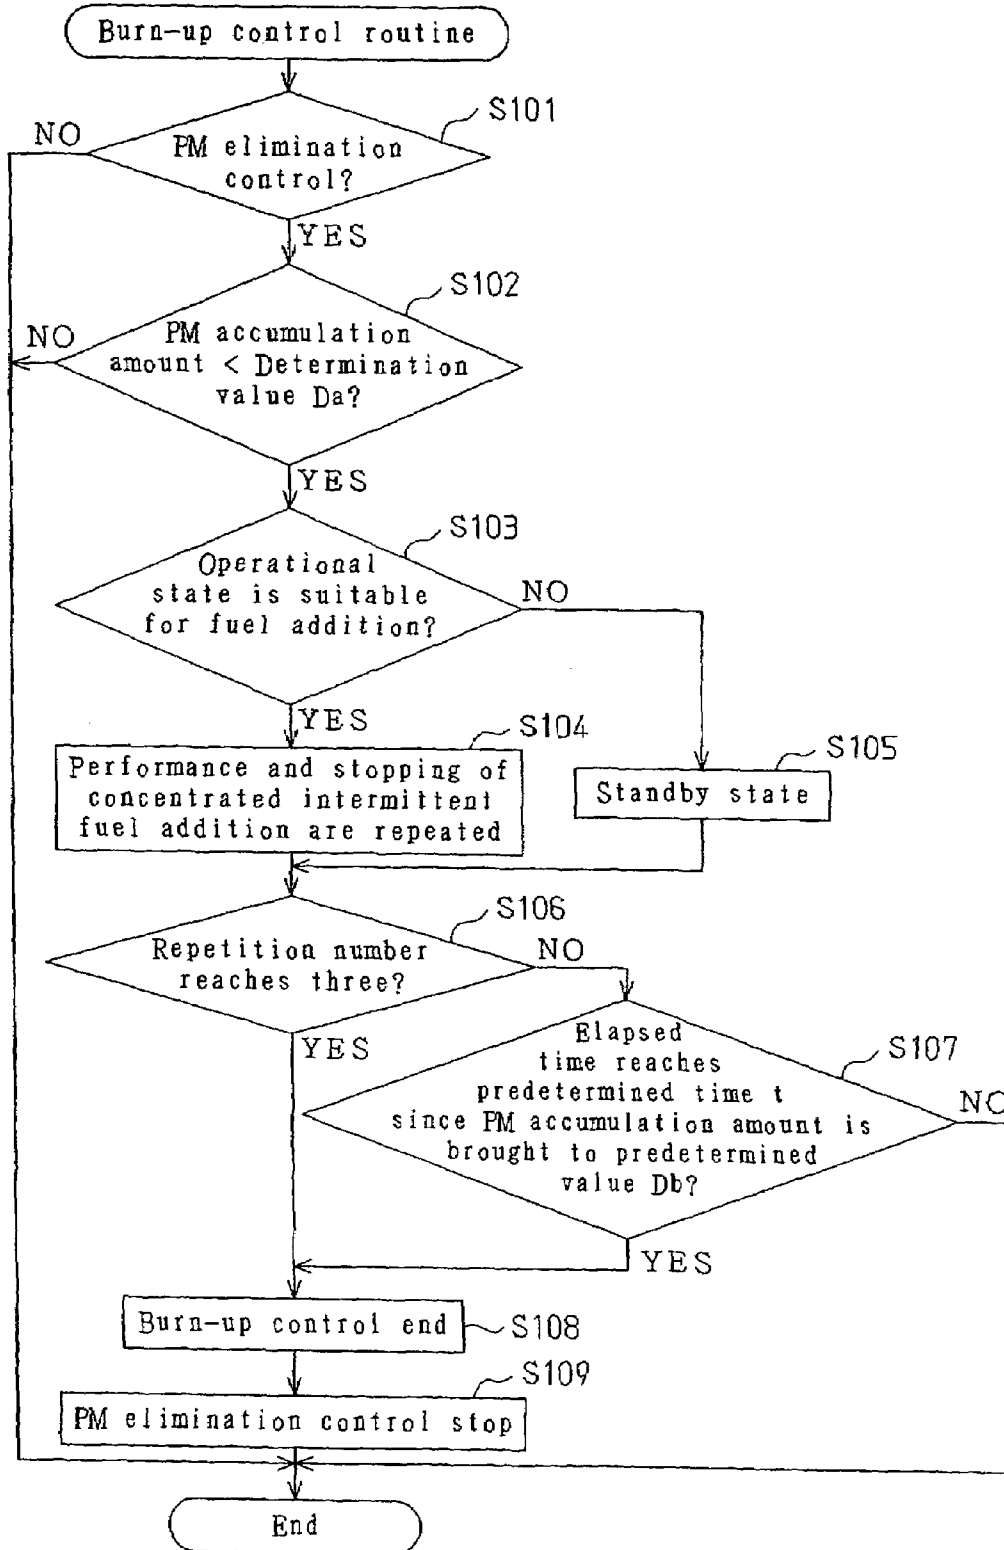 Burn-up control routine
S101
NO
PM elimination
control?
YES
S102
NO
PM accumulation
amount < Determination
value Da?
YES
S103
Operational
state is suitable
for fuel addition?
NO
YES
S104
Performance and stopping of
concentrated intermittent
fuel addition are repeated
S105
Standby state
S106
Repetition number
reaches three?
NO
YES
S107
Elapsed
time reaches
predetermined time t
since PM accumulation amount is
brought to predetermined
value Db?
NO
YES
Burn-up control end
S108
S109
PM elimination control stop
End